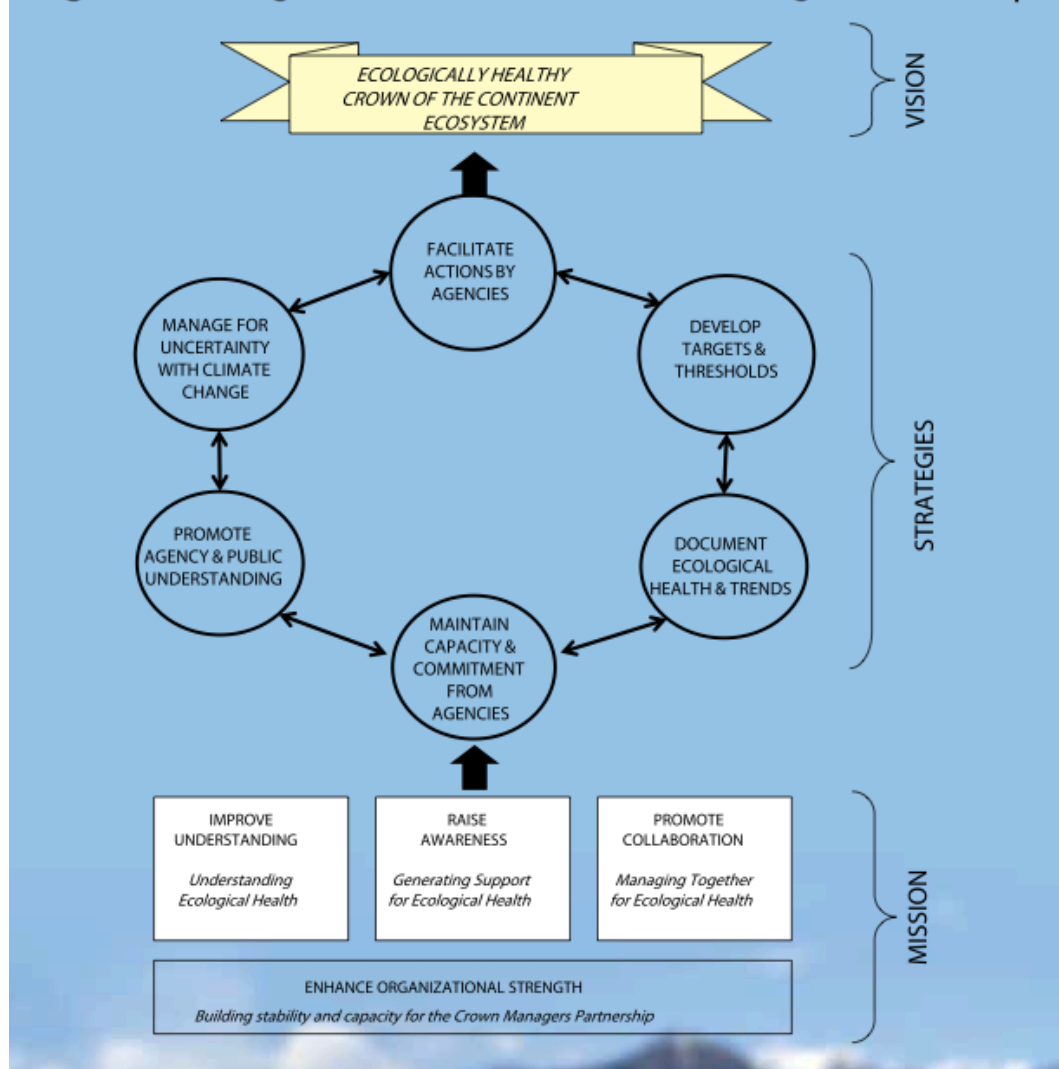 ECOLOGICALLY HEALTHY
CROWN OF THE CONTINENT
ECOSYSTEM
VISION
FACILITATE
ACTIONS BY
AGENCIES
MANAGE FOR
UNCERTAINTY
WITH CLIMATE
CHANGE
DEVELOP
TARGETS &
THRESHOLDS
STRATEGIES
PROMOTE
AGENCY & PUBLIC
UNDERSTANDING
DOCUMENT
ECOLOGICAL
HEALTH & TRENDS
MAINTAIN
CAPACITY &
COMMITMENT
FROM
AGENCIES
IMPROVE
UNDERSTANDING
Understanding
Ecological Health
RAISE
AWARENESS
Generating Support
for Ecological Health
PROMOTE
COLLABORATION
Managing Together
for Ecological Health
MISSION
ENHANCE ORGANIZATIONAL STRENGTH
Building stability and capacity for the Crown Managers Partnership